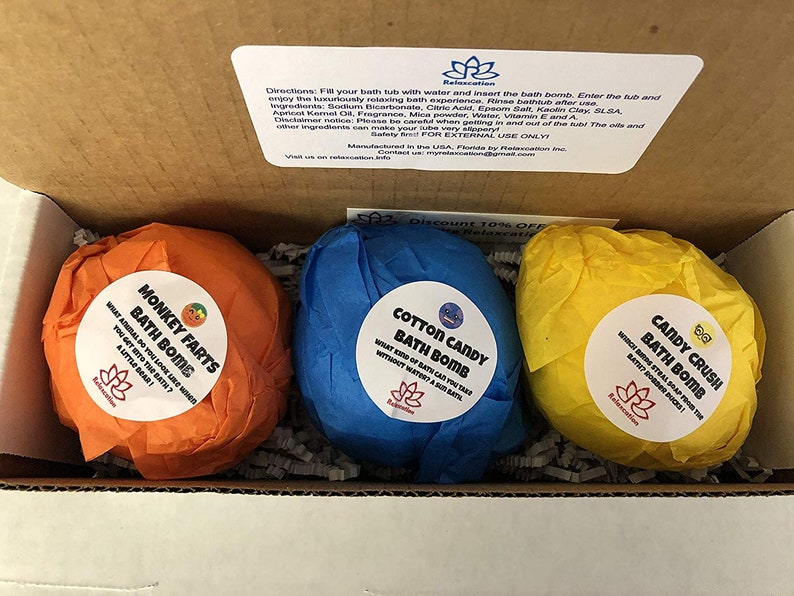 Relaxcation
Directions: Fill your bath tub with water and insert the bath bomb. Enter the tub and
enjoy the luxuriously relaxing bath experience. Rinse bathtub after use.
Ingredients: Sodium Bicarbonate, Citric Acid, Epsom Salt, Kaolin Clay, SLSA,
Apricot Kernel Oil, Fragrance, Mica powder, Water, Vitamin E and A.
Disclaimer notice: Please be careful when getting in and out of the tub! The oils and
other ingredients can make your tube very slippery!
Safety first! FOR EXTERNAL USE ONLY!
Manufactured in the USA, Florida by Relaxcation Inc.
Contact us: myrelaxcation@gmail.com
Visit us on relaxcation.info
Discount 10% OFF
Relaxcation
MONKEY FARTS
BATH BOMB
WHAT ANIMAL DO YOU LOOK LIKE WHEN
YOU GET INTO THE BATH?
A LITTLE BEAR!
Relaxcation
COTTON CANDY
BATH BOMB
WHAT KIND OF BATH CAN YOU TAKE
WITHOUT WATER? A SUN BATH.
Relaxcation
CANDY CRUSH
BATH BOMB
WHICH BIRDS STEAL SOAP FROM THE
BATH? ROBBER DUCKS!
Relaxcation